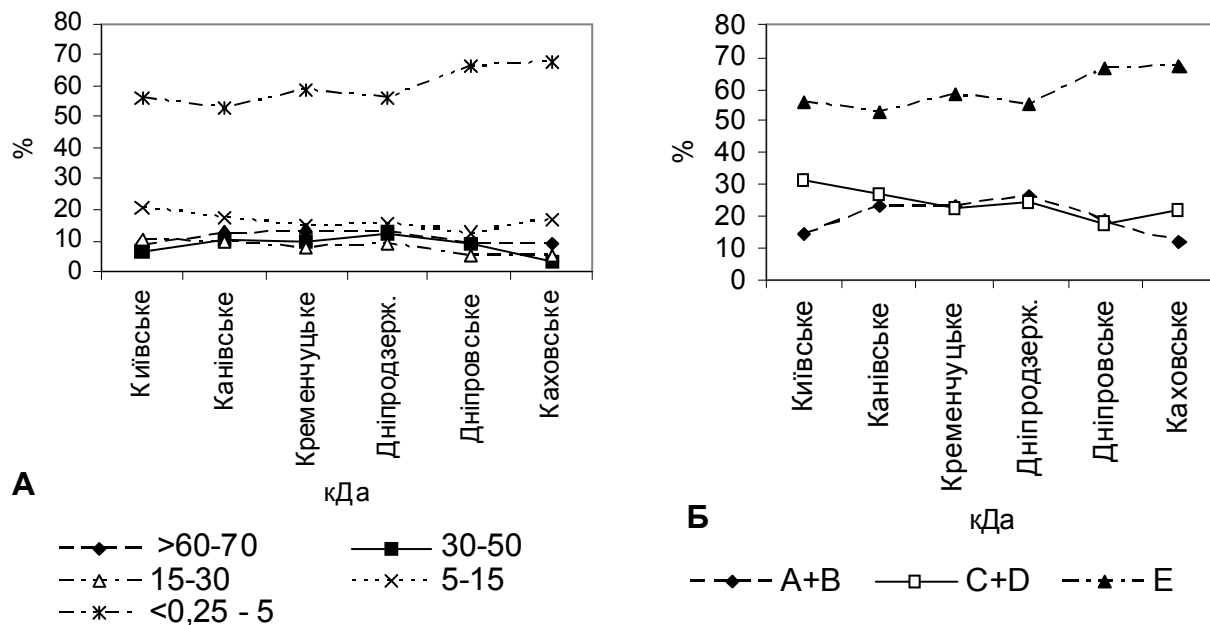 80
70
60
50
40
30
20
10
0
%
Київське
Канівське
Кременчуцьке
Дніпродзерж.
Дніпровське
Каховське
кДа
А
>60-70
30-50
15-30
5-15
<0,25 - 5
80
70
60
50
40
30
20
10
0
%
Київське
Канівське
Кременчуцьке
Дніпродзерж.
Дніпровське
Каховське
кДа
Б
A+B
C+D
E